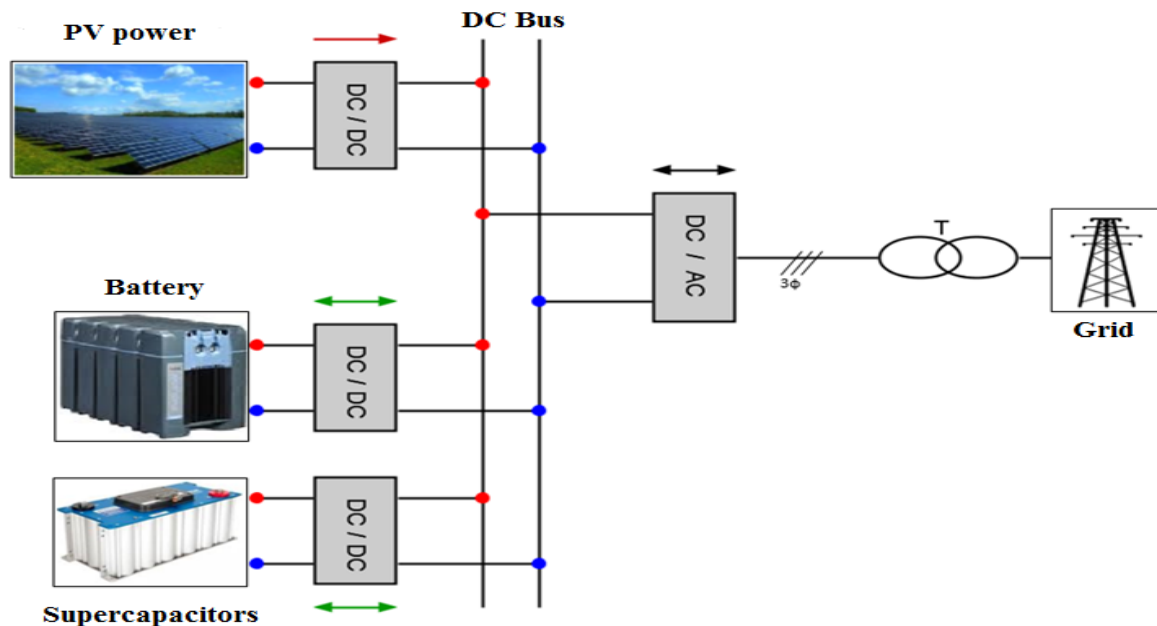 PV power
DC Bus
DC / DC
DC / AC
T
3ϕ
Grid
Battery
DC / DC
DC / DC
Supercapacitors